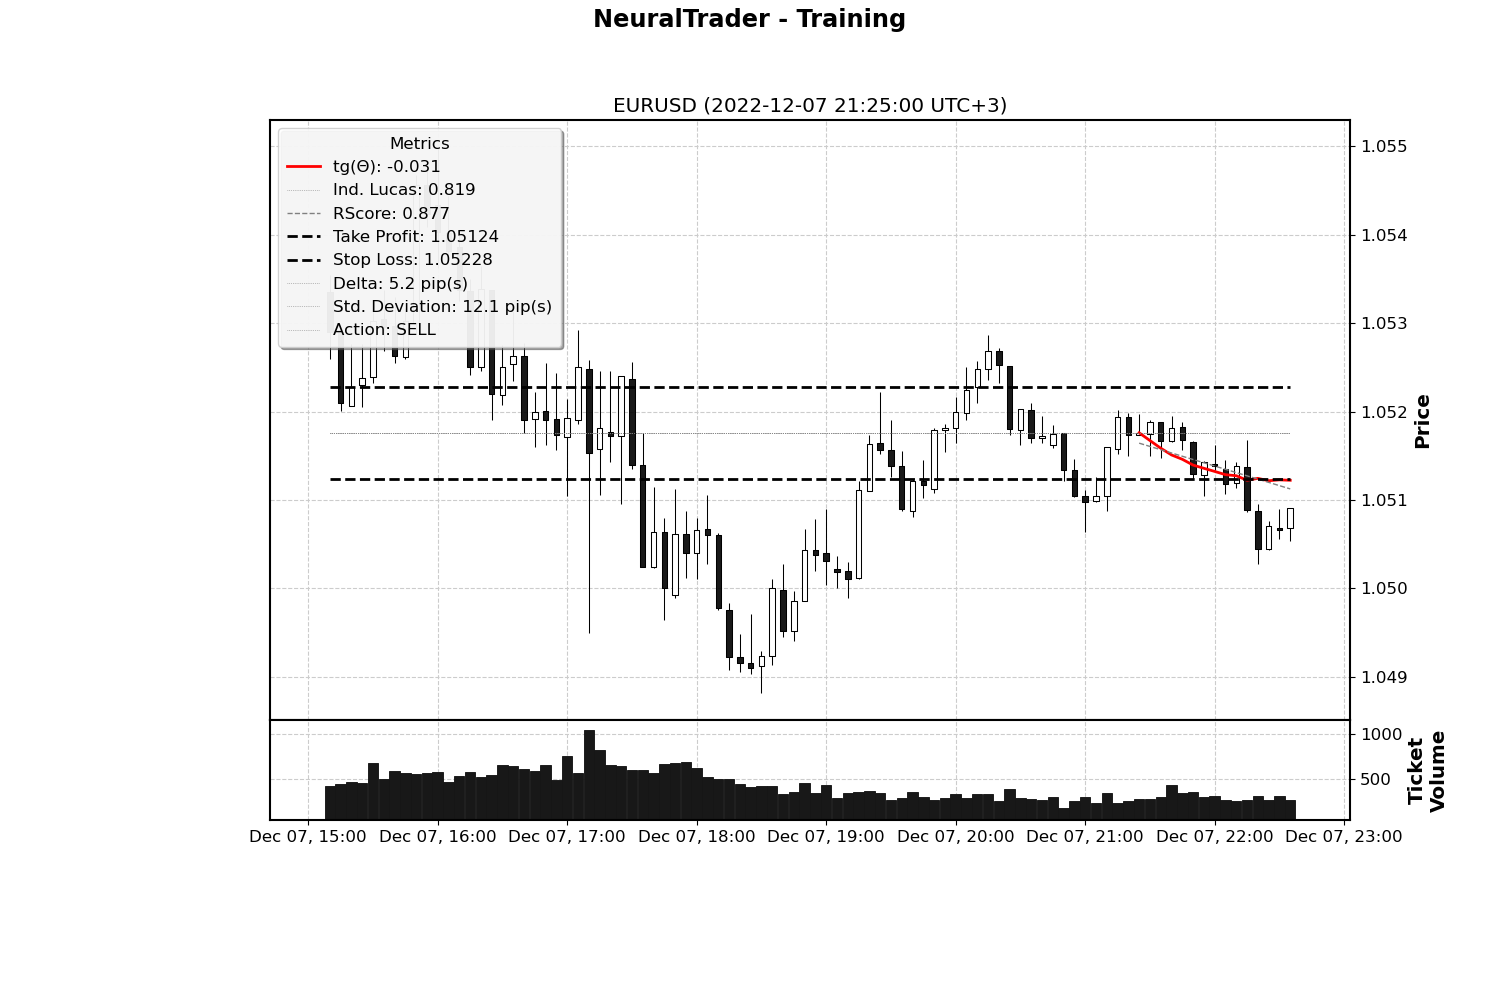 NeuralTrader - Training
EURUSD (2022-12-07 21:25:00 UTC+3)
Metrics
tg(Θ): -0.031
Ind. Lucas: 0.819
RScore: 0.877
Take Profit: 1.05124
Stop Loss: 1.05228
Delta: 5.2 pip(s)
Std. Deviation: 12.1 pip(s)
Action: SELL
1.055
1.054
1.053
1.052
1.051
1.050
1.049
Price
1000
500
Ticket
Volume
Dec 07, 15:00
Dec 07, 16:00
Dec 07, 17:00
Dec 07, 18:00
Dec 07, 19:00
Dec 07, 20:00
Dec 07, 21:00
Dec 07, 22:00
Dec 07, 23:00